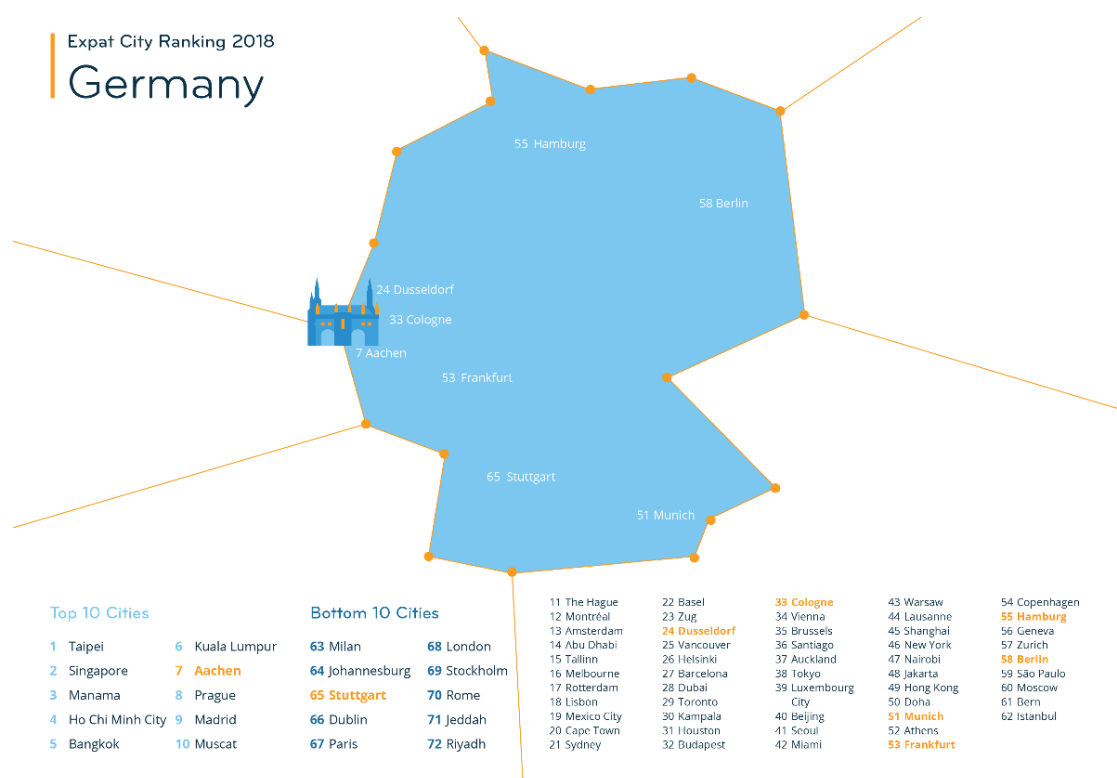 Expat City Ranking 2018
Germany
55 Hamburg
58 Berlin
24 Dusseldorf
33 Cologne
7 Aachen
53 Frankfurt
65 Stuttgart
51 Munich
Top 10 Cities
1 Taipei
2 Singapore
3 Manama
4 Ho Chi Minh City
5 Bangkok
6 Kuala Lumpur
7 Aachen
8 Prague
9 Madrid
10 Muscat
Bottom 10 Cities
63 Milan
64 Johannesburg
65 Stuttgart
66 Dublin
67 Paris
68 London
69 Stockholm
70 Rome
71 Jeddah
72 Riyadh
11 The Hague
12 Montréal
13 Amsterdam
14 Abu Dhabi
15 Tallinn
16 Melbourne
17 Rotterdam
18 Lisbon
19 Mexico City
20 Cape Town
21 Sydney
22 Basel
23 Zug
24 Dusseldorf
25 Vancouver
26 Helsinki
27 Barcelona
28 Dubai
29 Toronto
30 Kampala
31 Houston
32 Budapest
33 Cologne
34 Vienna
35 Brussels
36 Santiago
37 Auckland
38 Tokyo
39 Luxembourg
City
40 Beijing
41 Seoul
42 Miami
43 Warsaw
44 Lausanne
45 Shanghai
46 New York
47 Nairobi
48 Jakarta
49 Hong Kong
50 Doha
51 Munich
52 Athens
53 Frankfurt
54 Copenhagen
55 Hamburg
56 Geneva
57 Zurich
58 Berlin
59 São Paulo
60 Moscow
61 Bern
62 Istanbul